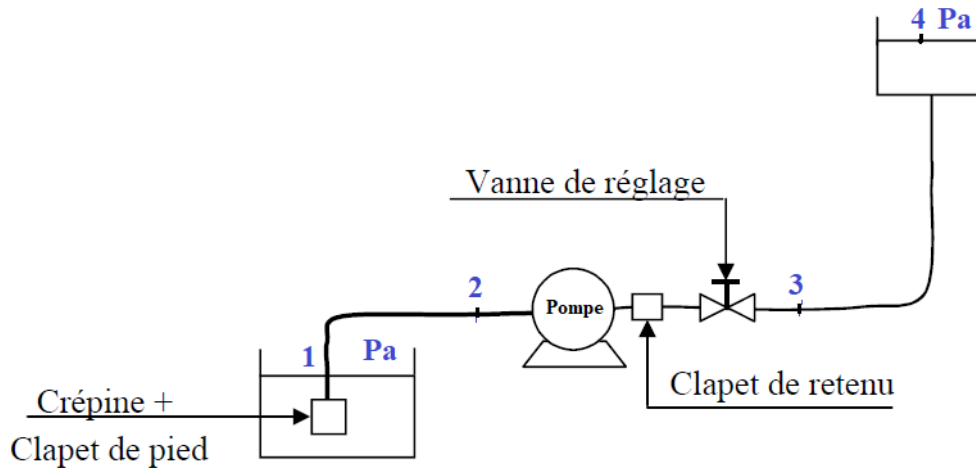 4 Pa
Vanne de réglage
2
Pompe
3
1 Pa
Crépine +
Clapet de pied
Clapet de retenu